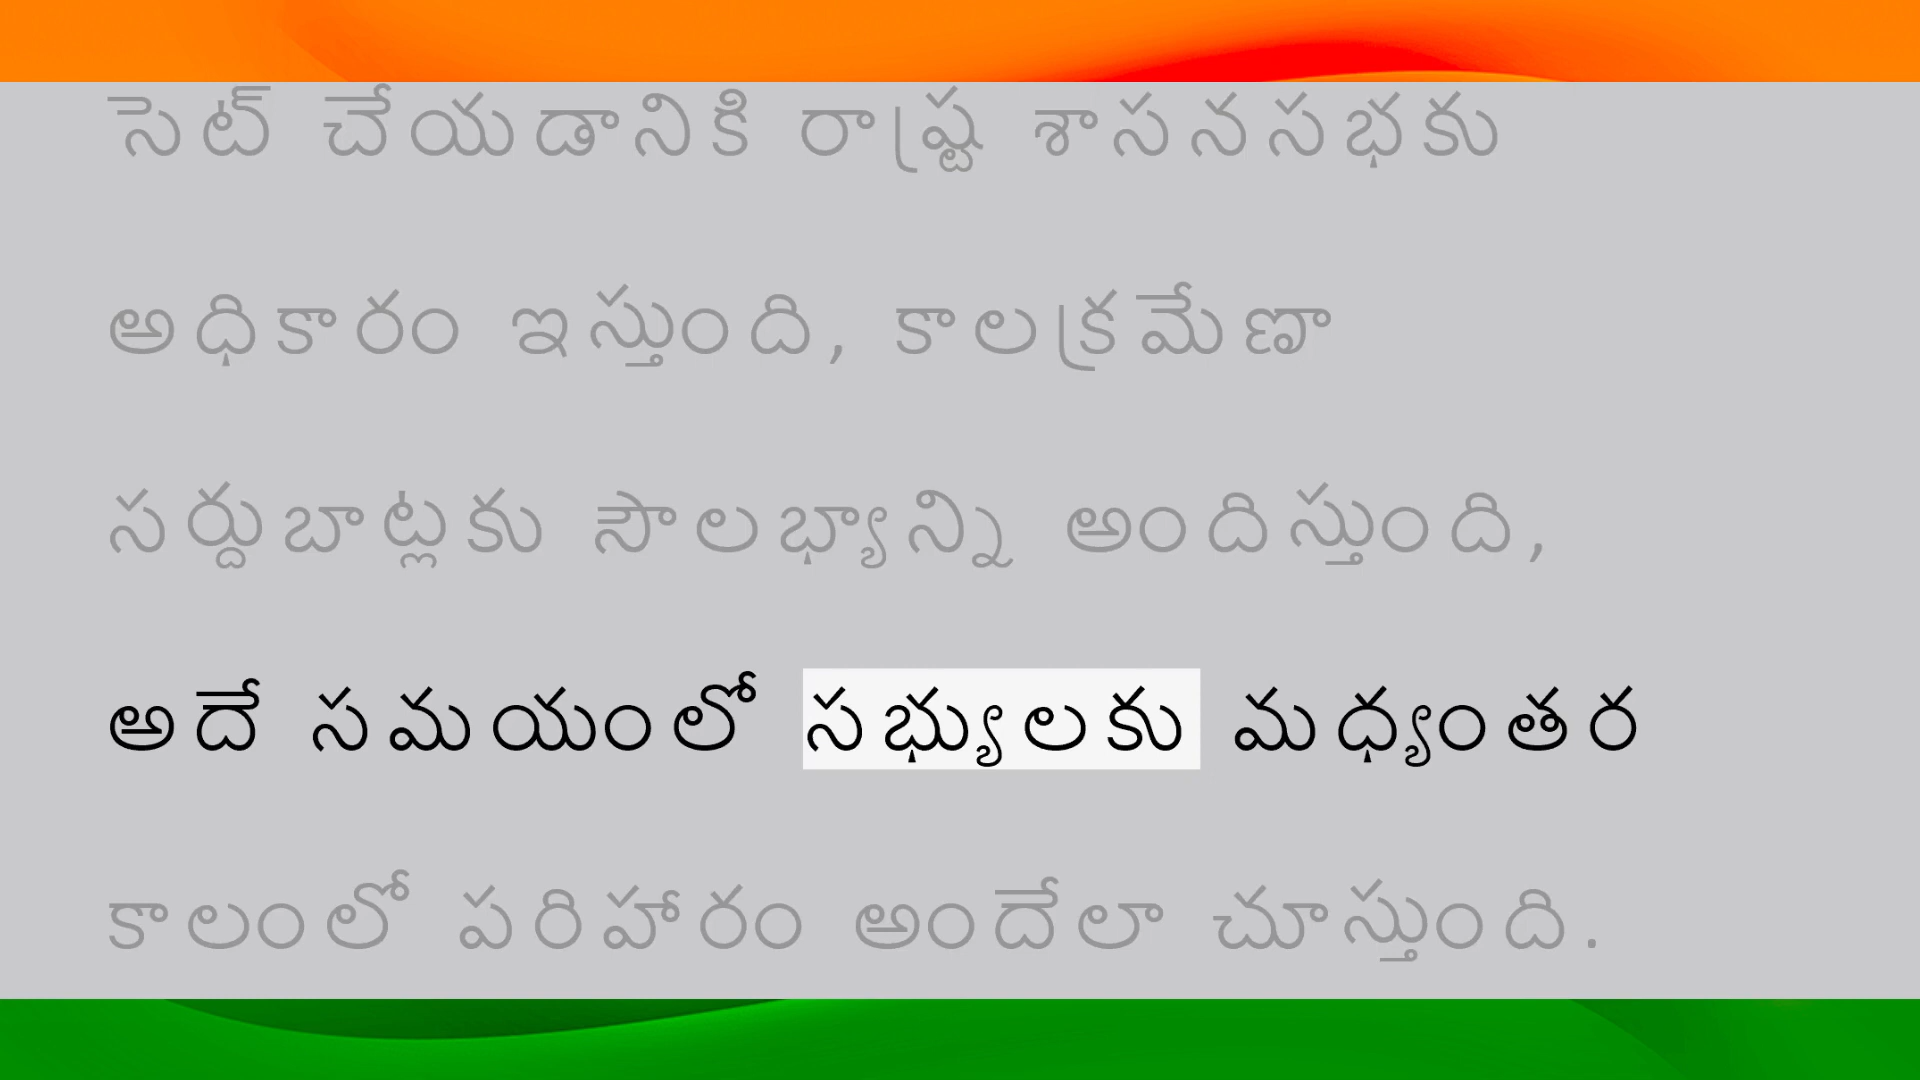 సెట్ చేయడానికి రాష్ట్ర శాసనసభకు
అధికారం ఇస్తుంది, కాలక్రమేణా
సర్దుబాట్లకు సౌలభ్యాన్ని అందిస్తుంది,
అదే సమయంలో సభ్యులకు మధ్యంతర
కాలంలో పరిహారం అందేలా చూస్తుంది.